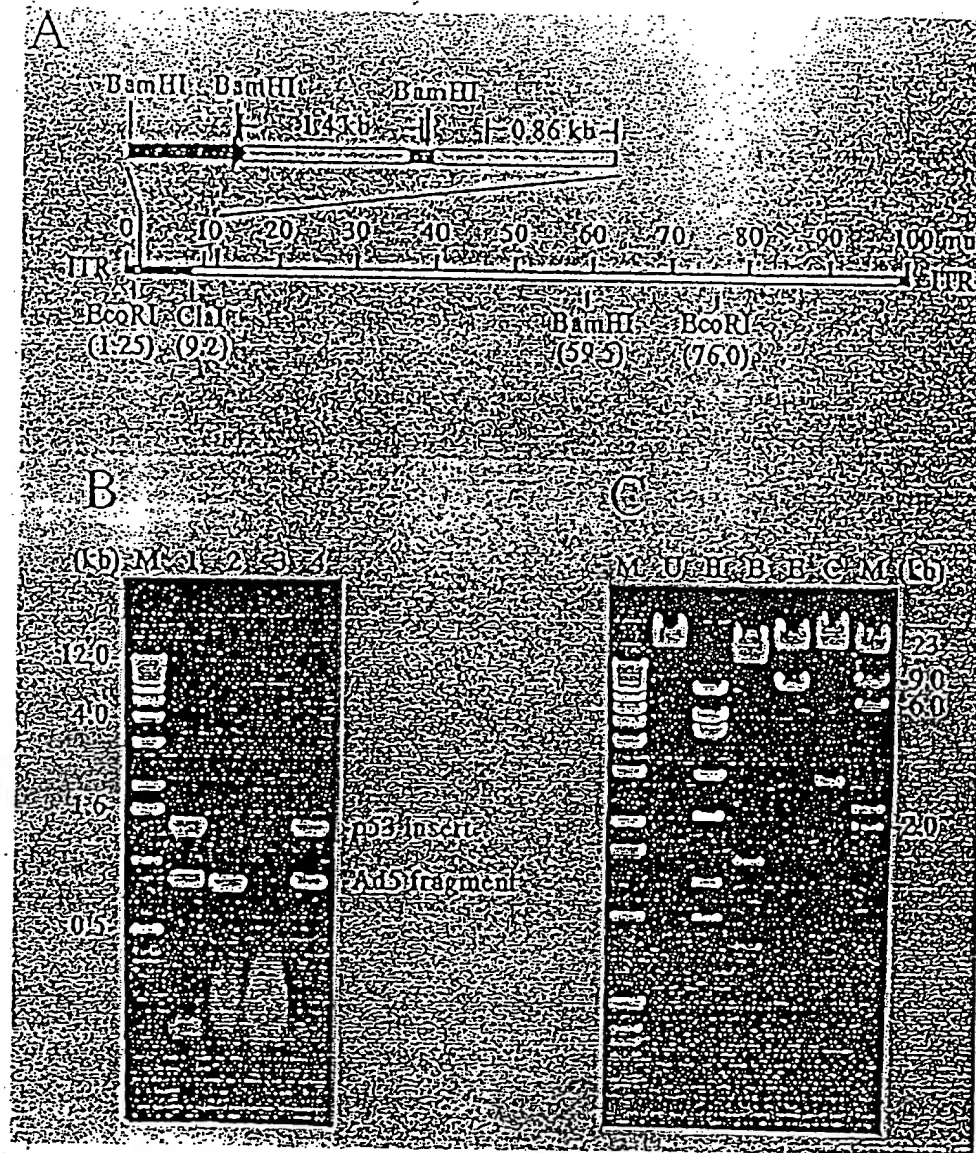 A
BamHI BamHI BamHI
1.4 kb 0.86 kb
0 10 20 30 40 50 60 70 80 90 100 mu
ITR ITR
EcoRI ClaI BamHI EcoRI
(1.25) (9.2) (59.5) (76.0)
B C
(kb) M 1 2 3 4
M U H B E C M (kb)
12.0
4.0
1.6
0.5
p53 insert
Ad5 fragment
23
9.0
6.0
2.0